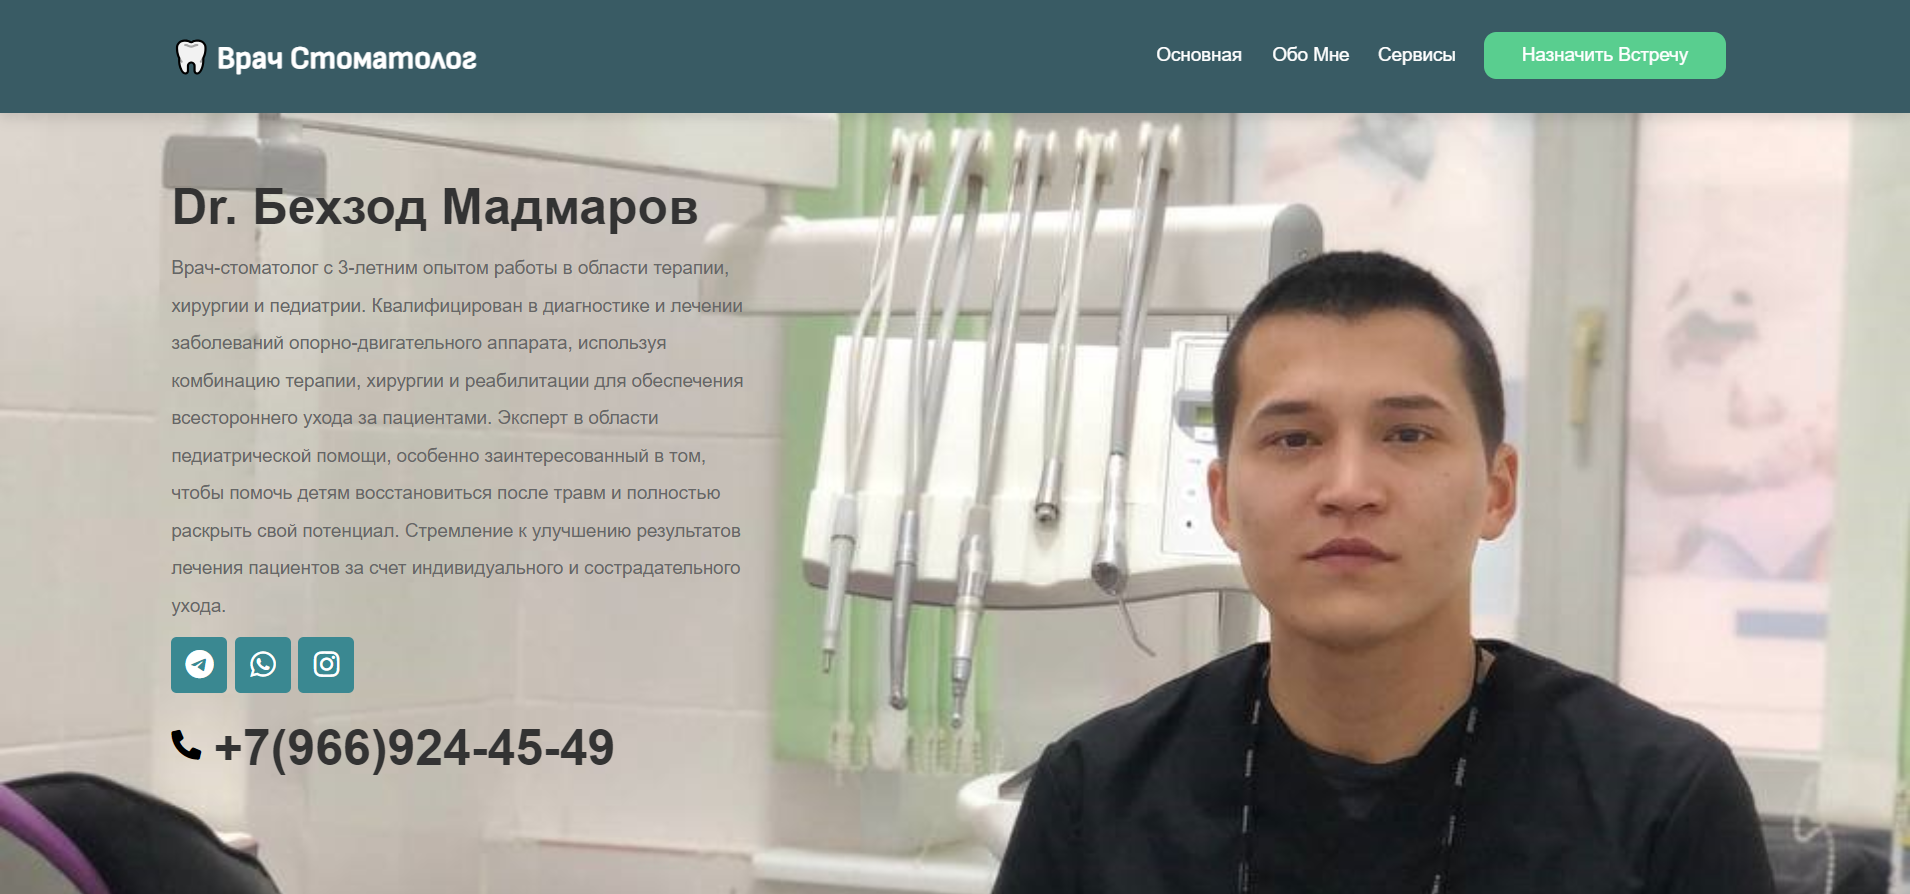 Врач Стоматолог
Основная
Обо Мне
Сервисы
Назначить Встречу
Dr. Бехзод Мадмаров
Врач-стоматолог с 3-летним опытом работы в области терапии,
хирургии и педиатрии. Квалифицирован в диагностике и лечении
заболеваний опорно-двигательного аппарата, используя
комбинацию терапии, хирургии и реабилитации для обеспечения
всестороннего ухода за пациентами. Эксперт в области
педиатрической помощи, особенно заинтересованный в том,
чтобы помочь детям восстановиться после травм и полностью
раскрыть свой потенциал. Стремление к улучшению результатов
лечения пациентов за счет индивидуального и сострадательного
ухода.
+7(966)924-45-49